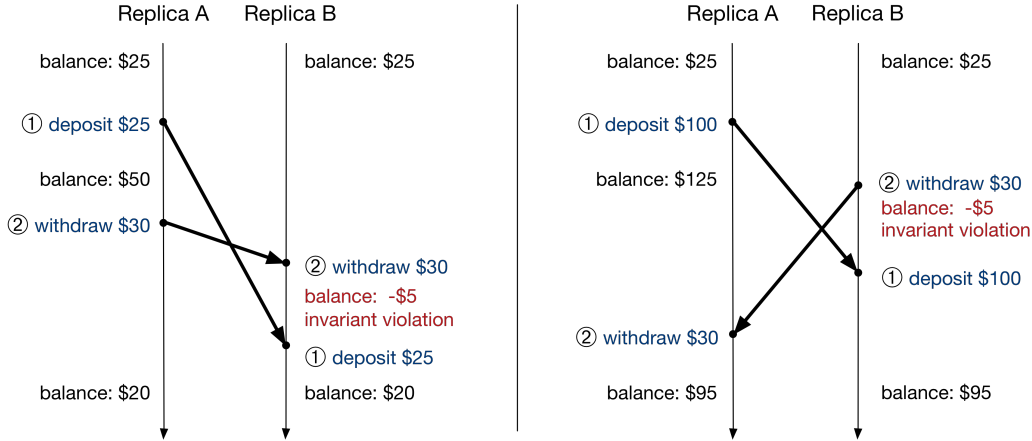 Replica A
Replica B
balance: $25
balance: $25
① deposit $25
balance: $50
② withdraw $30
② withdraw $30
balance: -$5
invariant violation
① deposit $25
balance: $20
balance: $20
Replica A
Replica B
balance: $25
balance: $25
① deposit $100
balance: $125
② withdraw $30
balance: -$5
invariant violation
① deposit $100
② withdraw $30
balance: $95
balance: $95